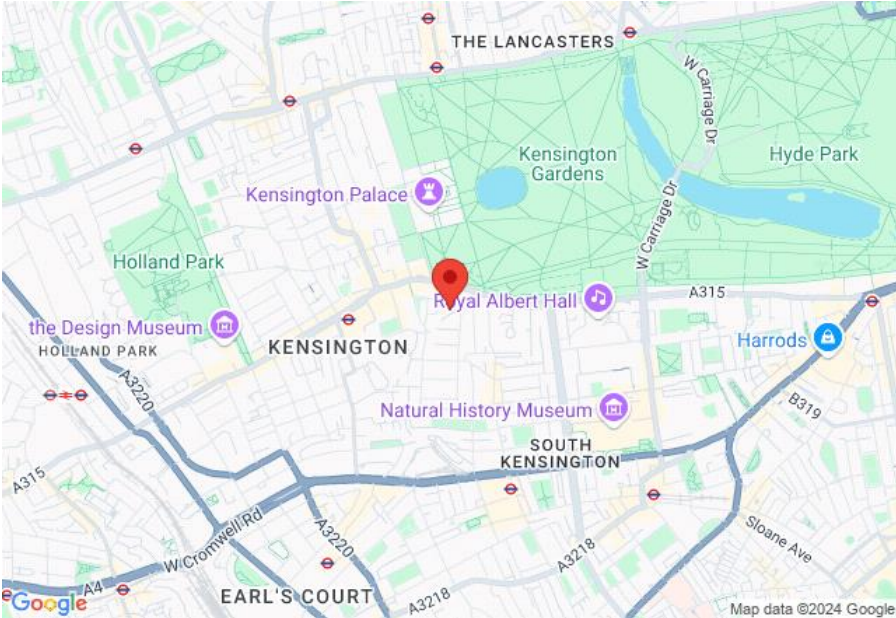 THE LANCASTERS
W Carriage Dr
Kensington
Gardens
Hyde Park
Kensington Palace
W Carriage Dr
Holland Park
Royal Albert Hall
A315
the Design Museum
HOLLAND PARK
KENSINGTON
Harrods
A3220
B319
Natural History Museum
SOUTH
KENSINGTON
A315
W Cromwell Rd
A3220
Sloane Ave
A3218
A4
EARL'S COURT
A3218
Google
Map data ©2024 Google